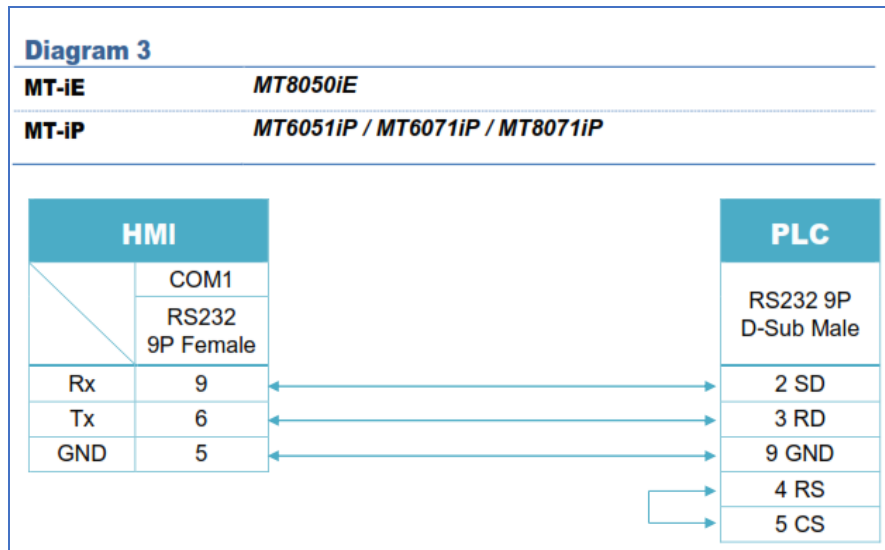 Diagram 3
MT-iE MT8050iE
MT-iP MT6051iP / MT6071iP / MT8071iP
HMI PLC
COM1
RS232
9P Female
RS232 9P
D-Sub Male
Rx 9 2 SD
Tx 6 3 RD
GND 5 9 GND
4 RS
5 CS